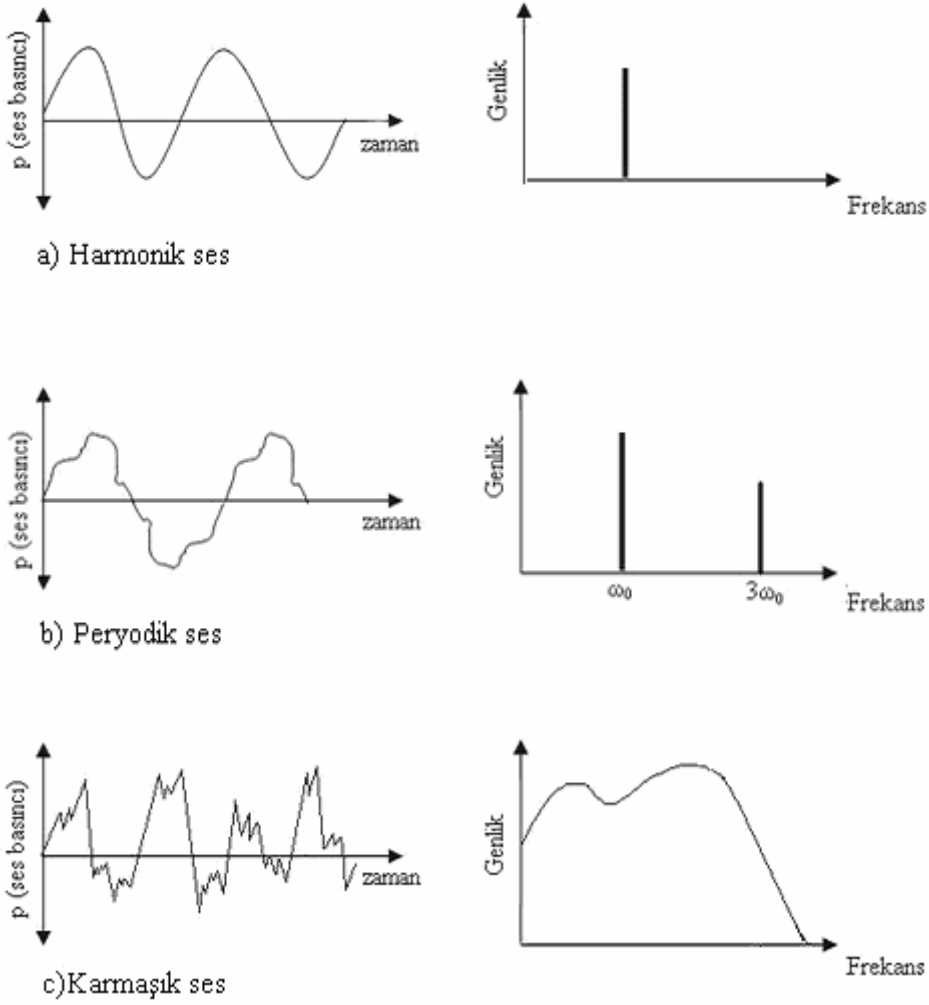 p (ses basıncı)
zaman
Genlik
Frekans
a) Harmonik ses
p (ses basıncı)
zaman
Genlik
ω0
3ω0
Frekans
b) Peryodik ses
p (ses basıncı)
zaman
Genlik
Frekans
c)Karmaşık ses